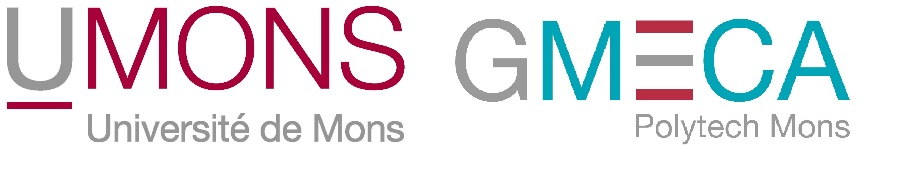 UMONS
Université de Mons
GMECA
Polytech Mons